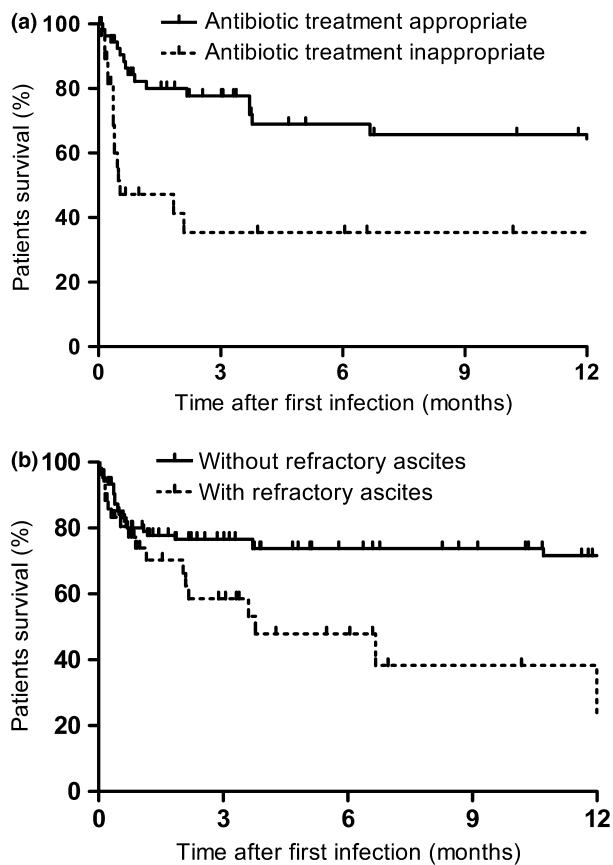 (a)
Antibiotic treatment appropriate
Antibiotic treatment inappropriate
Patients survival (%)
100
80
60
40
20
0
0 3 6 9 12
Time after first infection (months)
(b)
Without refractory ascites
With refractory ascites
Patients survival (%)
100
80
60
40
20
0
0 3 6 9 12
Time after first infection (months)